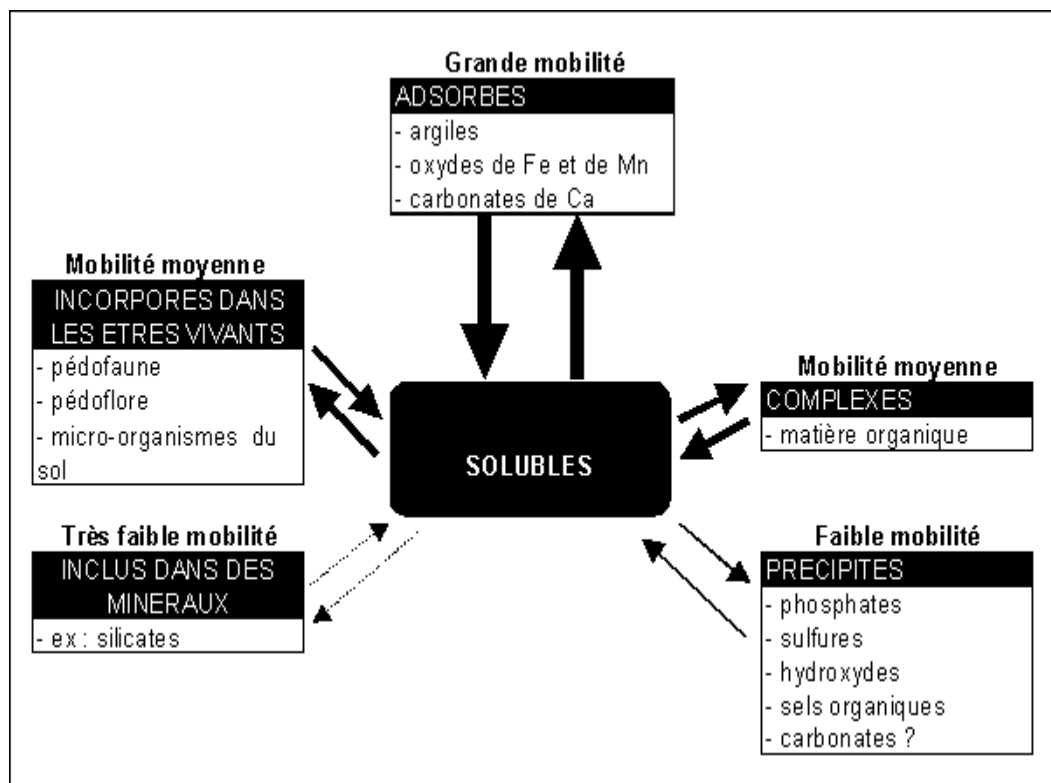 Grande mobilité
ADSORBES
- argiles
- oxydes de Fe et de Mn
- carbonates de Ca
Mobilité moyenne
INCORPORES DANS
LES ETRES VIVANTS
- pédofaune
- pédoflore
- micro-organismes du
sol
Mobilité moyenne
COMPLEXES
- matière organique
SOLUBLES
Très faible mobilité
INCLUS DANS DES
MINERAUX
- ex : silicates
Faible mobilité
PRECIPITES
- phosphates
- sulfures
- hydroxydes
- sels organiques
- carbonates ?